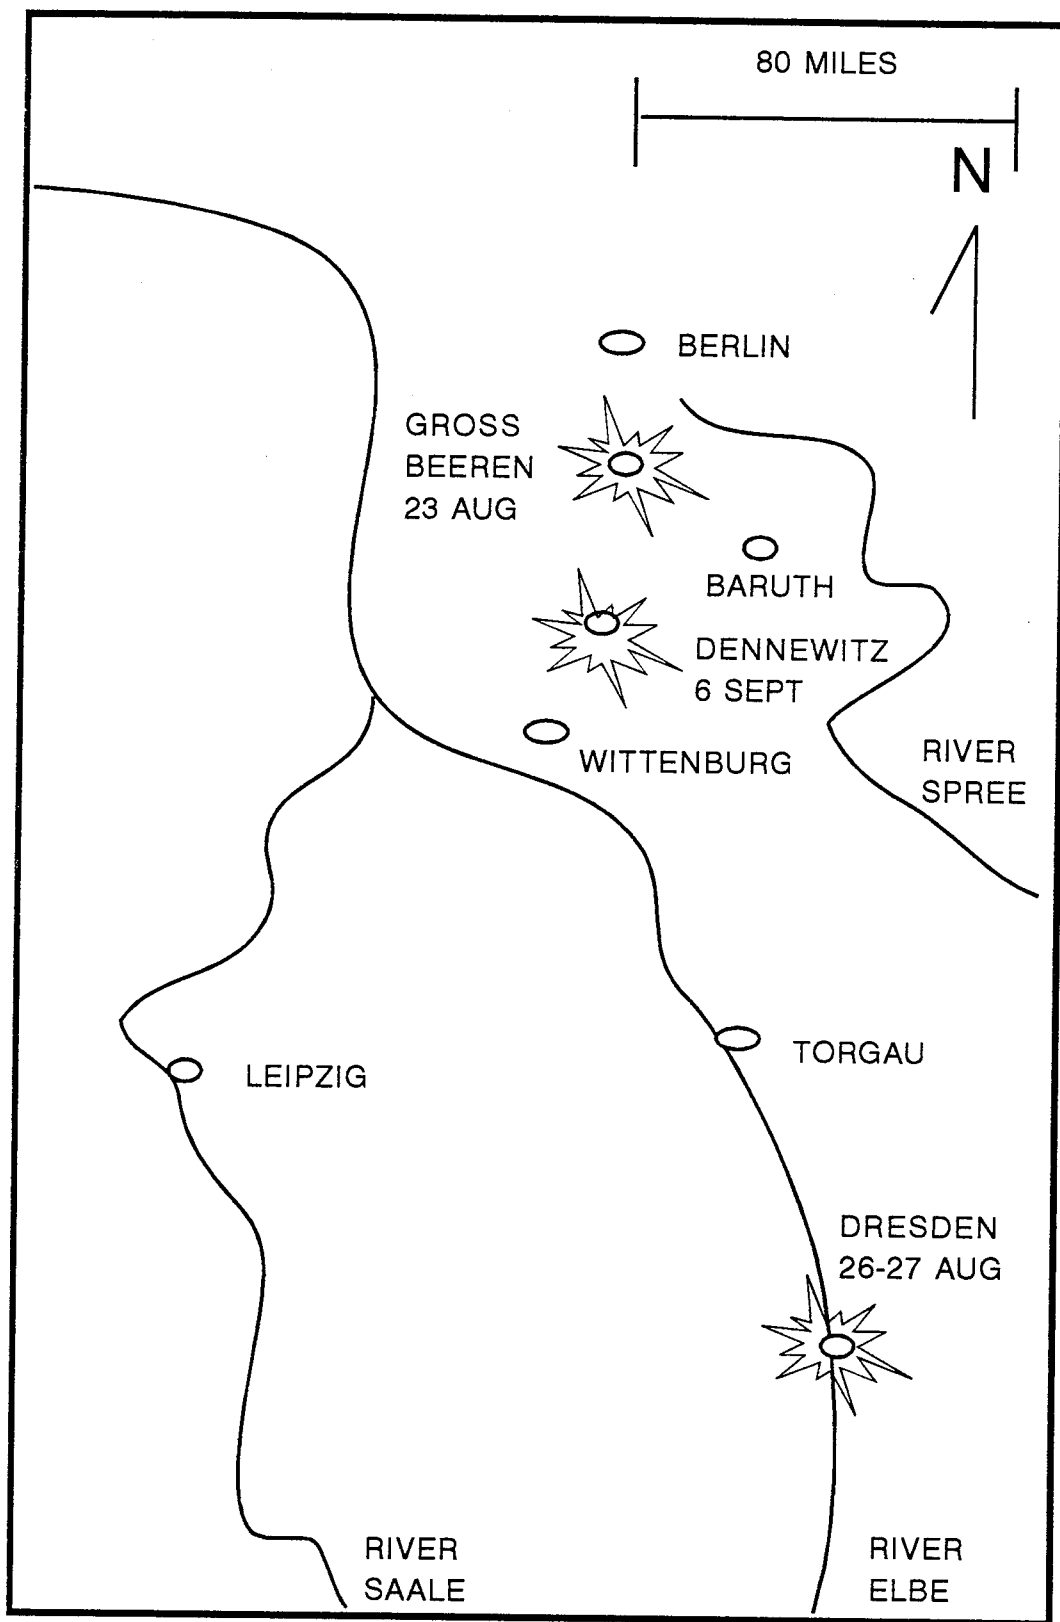 80 MILES
N
BERLIN
GROSS
BEEREN
23 AUG
BARUTH
DENNEWITZ
6 SEPT
WITTENBURG
RIVER
SPREE
TORGAU
LEIPZIG
DRESDEN
26-27 AUG
RIVER
SAALE
RIVER
ELBE